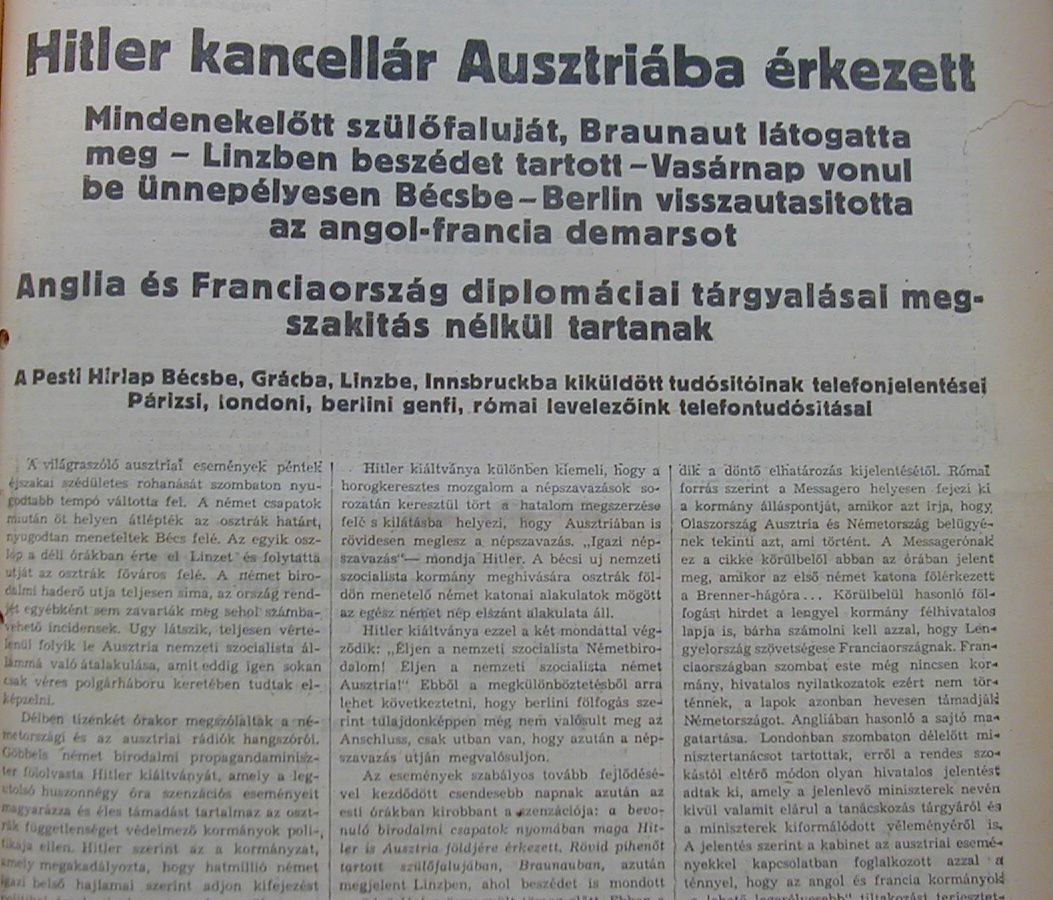 Hitler kancellár Ausztriába érkezett
Mindenekelőtt szülőfaluját, Braunaut látogatta
meg – Linzben beszédet tartott – Vasárnap vonul
be ünnepélyesen Bécsbe – Berlin visszautasitotta
az angol-francia demarsot
Anglia és Franciaország diplomáciai tárgyalásai meg-
szakitás nélkül tartanak
A Pesti Hirlap Bécsbe, Grácba, Linzbe, Innsbruckba kiküldött tudósitóinak telefonjelentései
Párizsi, londoni, berlini genfi, római levelezőink telefontudósitásai
A világraszóló ausztriai események péntek
éjszakai szédületes rohanását szombaton nyu-
godtabb tempó váltotta fel. A német csapatok
miután öt helyen átlépték az osztrák határt,
nyugodtan meneteltek Bécs felé. Az egyik osz-
lop a déli órákban érte el Linzet és folytatta
utját az osztrák főváros felé. A német biro-
dalmi haderő utja teljesen sima, az ország rend-
jét egyébként sem zavarták meg sehol számba-
vehető incidensek. Ugy látszik, teljesen vérte-
lenül folyik le Ausztria nemzeti szocialista ál-
lammá való átalakulása, amit eddig igen sokan
csak véres polgárháboru keretében tudtak el-
képzelni.
Délben tizenkét órakor megszólaltak a né-
metországi és az ausztriai rádiók hangszórói.
Göbbels német birodalmi propagandaminisz-
ter fölolvasta Hitler kiáltványát, amely a leg-
utolsó huszonnégy óra szenzációs eseményeit
magyarázza és éles támadást tartalmaz az oszt-
rák függetlenséget védelmező kormányok poli-
tikája ellen. Hitler szerint az a kormányzat,
amely megakadályozta, hogy hatmillió német
igazi belső hajlamai szerint adjon kifejezést
Hitler kiáltványa különben kiemeli, hogy a
horogkeresztes mozgalom a népszavazások so-
rozatán keresztül tört a hatalom megszerzése
felé s kilátásba helyezi, hogy Ausztriában is
rövidesen meglesz a népszavazás. „Igazi nép-
szavazás" — mondja Hitler. A bécsi uj nemzeti
szocialista kormány meghivására osztrák föl-
dön menetelő német katonai alakulatok mögött
az egész német nép elszánt alakulata áll.
Hitler kiáltványa ezzel a két mondattal vég-
ződik: „Éljen a nemzeti szocialista Németbiro-
dalom! Éljen a nemzeti szocialista német
Ausztria!" Ebből a megkülönböztetésből arra
lehet következtetni, hogy berlini fölfogás sze-
rint tulajdonképpen még nem valósult meg az
Anschluss, csak utban van, hogy azután a nép-
szavazás utján megvalósuljon.
Az események szabályos tovább fejlődésé-
vel kezdődött csendesebb napnak azután az
esti órákban kirobbant a szenzációja: a bevo-
nuló birodalmi csapatok nyomában maga Hit-
ler is Ausztria földjére érkezett. Rövid pihenőt
tartott szülőfalujában, Braunauban, azután
megjelent Linzben, ahol beszédet is mondott
dik a döntő elhatározás kijelentésétől. Római
forrás szerint a Messagero helyesen fejezi ki
a kormány álláspontját, amikor azt irja, hogy
Olaszország Ausztria és Németország belügyé-
nek tekinti azt, ami történt. A Messagerónak
ez a cikke körülbelől abban az órában jelent
meg, amikor az első német katona fölérkezett
a Brenner-hágóra... Körülbelül hasonló föl-
fogást hirdet a lengyel kormány félhivatalos
lapja is, bárha számolni kell azzal, hogy Len-
gyelország szövetségese Franciaországnak. Fran-
ciaországban szombat este még nincsen kor-
mány, hivatalos nyilatkozatok ezért nem tör-
ténnek, a lapok azonban hevesen támadják
Németországot. Angliában hasonló a sajtó ma-
gatartása. Londonban szombaton délelőtt mi-
nisztertanácsot tartottak, erről a rendes szo-
kástól eltérő módon olyan hivatalos jelentést
adtak ki, amely a jelenlevő miniszterek nevén
kivül valamit elárul a tanácskozás tárgyáról és
a miniszterek kiformálódott véleményéről is.
A jelentés szerint a kabinet az ausztriai esemé-
nyekkel kapcsolatban foglalkozott azzal a
ténnyel, hogy az angol és francia kormányok